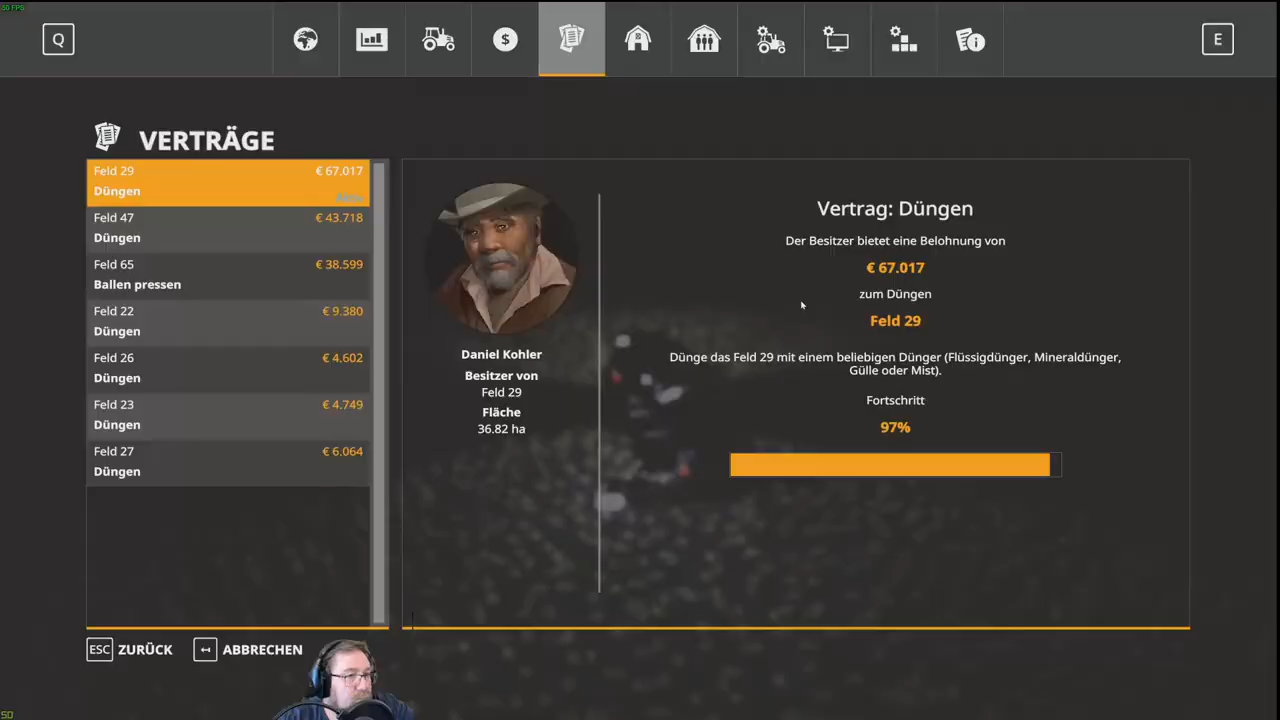 50 FPS
Q
$
E
VERTRÄGE
Feld 29 € 67.017
Düngen
Feld 47 € 43.718
Düngen
Feld 65 € 38.599
Ballen pressen
Feld 22 € 9.380
Düngen
Feld 26 € 4.602
Düngen
Feld 23 € 4.749
Düngen
Feld 27 € 6.064
Düngen
Daniel Kohler
Besitzer von
Feld 29
Fläche
36.82 ha
Vertrag: Düngen
Der Besitzer bietet eine Belohnung von
€ 67.017
zum Düngen
Feld 29
Dünge das Feld 29 mit einem beliebigen Dünger (Flüssigdünger, Mineraldünger,
Gülle oder Mist).
Fortschritt
97%
ESC ZURÜCK ABBRECHEN
50